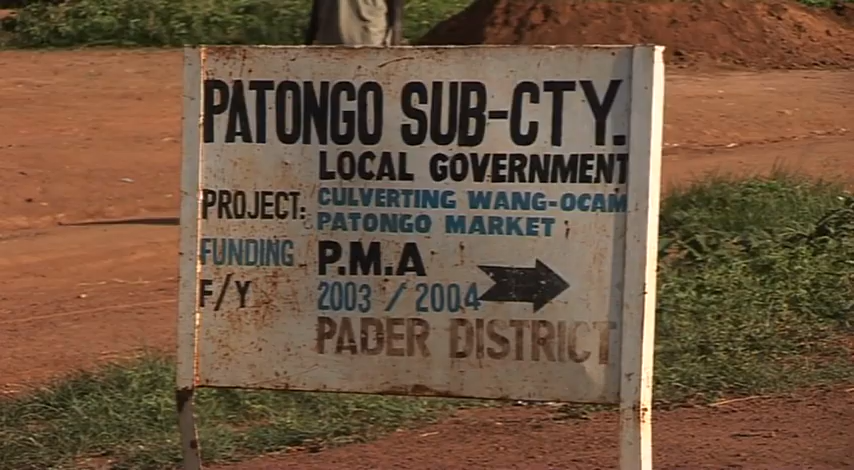 PATONGO SUB-CTY.
LOCAL GOVERNMENT
PROJECT: CULVERTING WANG-OCAM
PATONGO MARKET
FUNDING P.M.A
F/Y 2003 / 2004
PADER DISTRICT